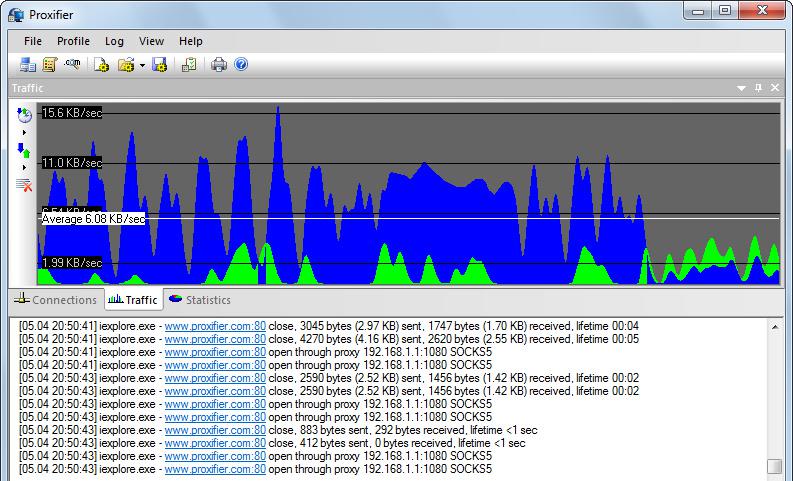 Proxifier
File Profile Log View Help
.com
Traffic
15.6 KB/sec
11.0 KB/sec
6.54 KB/sec
Average 6.08 KB/sec
1.99 KB/sec
Connections Traffic Statistics
[05.04 20:50:41] iexplore.exe - www.proxifier.com:80 close, 3045 bytes (2.97 KB) sent, 1747 bytes (1.70 KB) received, lifetime 00:04
[05.04 20:50:41] iexplore.exe - www.proxifier.com:80 close, 4270 bytes (4.16 KB) sent, 2620 bytes (2.55 KB) received, lifetime 00:05
[05.04 20:50:41] iexplore.exe - www.proxifier.com:80 open through proxy 192.168.1.1:1080 SOCKS5
[05.04 20:50:41] iexplore.exe - www.proxifier.com:80 open through proxy 192.168.1.1:1080 SOCKS5
[05.04 20:50:43] iexplore.exe - www.proxifier.com:80 close, 2590 bytes (2.52 KB) sent, 1456 bytes (1.42 KB) received, lifetime 00:02
[05.04 20:50:43] iexplore.exe - www.proxifier.com:80 close, 2590 bytes (2.52 KB) sent, 1456 bytes (1.42 KB) received, lifetime 00:02
[05.04 20:50:43] iexplore.exe - www.proxifier.com:80 open through proxy 192.168.1.1:1080 SOCKS5
[05.04 20:50:43] iexplore.exe - www.proxifier.com:80 open through proxy 192.168.1.1:1080 SOCKS5
[05.04 20:50:43] iexplore.exe - www.proxifier.com:80 close, 883 bytes sent, 292 bytes received, lifetime <1 sec
[05.04 20:50:43] iexplore.exe - www.proxifier.com:80 close, 412 bytes sent, 0 bytes received, lifetime <1 sec
[05.04 20:50:43] iexplore.exe - www.proxifier.com:80 open through proxy 192.168.1.1:1080 SOCKS5
[05.04 20:50:43] iexplore.exe - www.proxifier.com:80 open through proxy 192.168.1.1:1080 SOCKS5